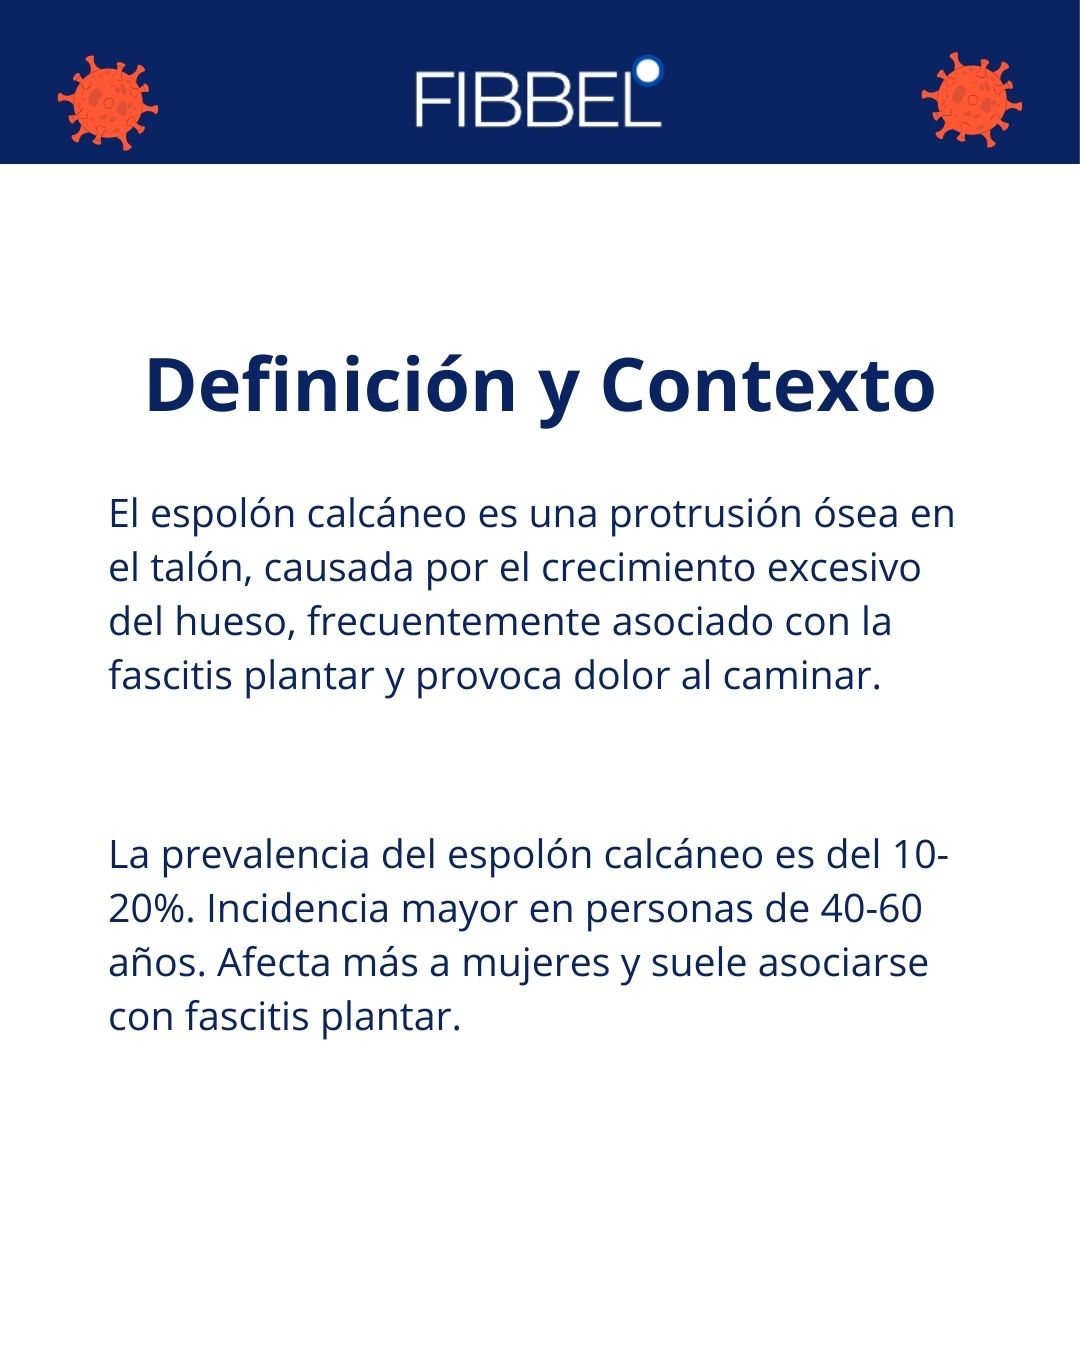 FIBBEL
Definición y Contexto
El espolón calcáneo es una protrusión ósea en
el talón, causada por el crecimiento excesivo
del hueso, frecuentemente asociado con la
fascitis plantar y provoca dolor al caminar.
La prevalencia del espolón calcáneo es del 10-
20%. Incidencia mayor en personas de 40-60
años. Afecta más a mujeres y suele asociarse
con fascitis plantar.